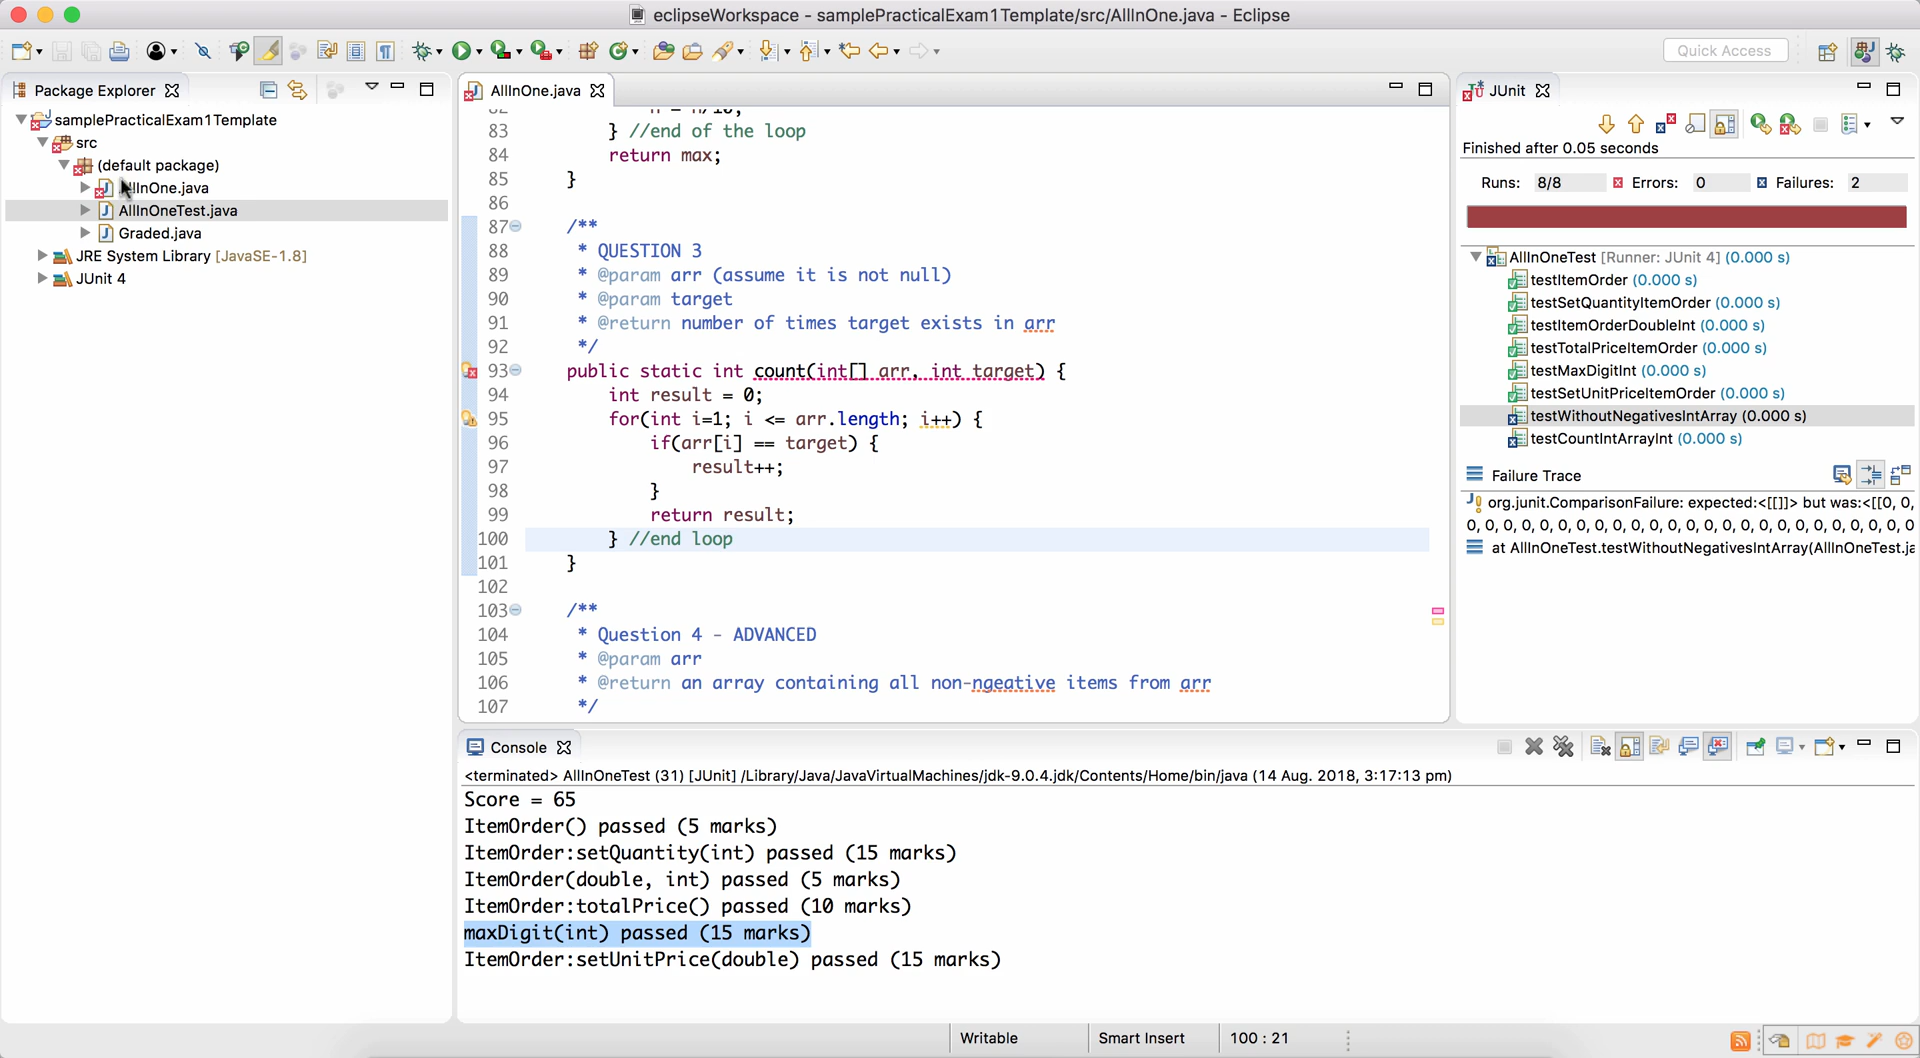 eclipseWorkspace - samplePracticalExam1Template/src/AllInOne.java - Eclipse
Quick Access
Package Explorer
samplePracticalExam1Template
src
(default package)
AllInOne.java
AllInOneTest.java
Graded.java
JRE System Library [JavaSE-1.8]
JUnit 4
AllInOne.java
83 } //end of the loop
84 return max;
85 }
86
87 /**
88 * QUESTION 3
89 * @param arr (assume it is not null)
90 * @param target
91 * @return number of times target exists in arr
92 */
93 public static int count(int[] arr, int target) {
94 int result = 0;
95 for(int i=1; i <= arr.length; i++) {
96 if(arr[i] == target) {
97 result++;
98 }
99 return result;
100 } //end loop
101 }
102
103 /**
104 * Question 4 - ADVANCED
105 * @param arr
106 * @return an array containing all non-ngeative items from arr
107 */
JUnit
Finished after 0.05 seconds
Runs: 8/8 Errors: 0 Failures: 2
AllInOneTest [Runner: JUnit 4] (0.000 s)
testItemOrder (0.000 s)
testSetQuantityItemOrder (0.000 s)
testItemOrderDoubleInt (0.000 s)
testTotalPriceItemOrder (0.000 s)
testMaxDigitInt (0.000 s)
testSetUnitPriceItemOrder (0.000 s)
testWithoutNegativesIntArray (0.000 s)
testCountIntArrayInt (0.000 s)
Failure Trace
org.junit.ComparisonFailure: expected:<[[]]> but was:<[[0, 0,
0, 0, 0, 0, 0, 0, 0, 0, 0, 0, 0, 0, 0, 0, 0, 0, 0, 0, 0, 0, 0, 0, 0
at AllInOneTest.testWithoutNegativesIntArray(AllInOneTest.ja
Console
<terminated> AllInOneTest (31) [JUnit] /Library/Java/JavaVirtualMachines/jdk-9.0.4.jdk/Contents/Home/bin/java (14 Aug. 2018, 3:17:13 pm)
Score = 65
ItemOrder() passed (5 marks)
ItemOrder:setQuantity(int) passed (15 marks)
ItemOrder(double, int) passed (5 marks)
ItemOrder:totalPrice() passed (10 marks)
maxDigit(int) passed (15 marks)
ItemOrder:setUnitPrice(double) passed (15 marks)
Writable
Smart Insert
100 : 21